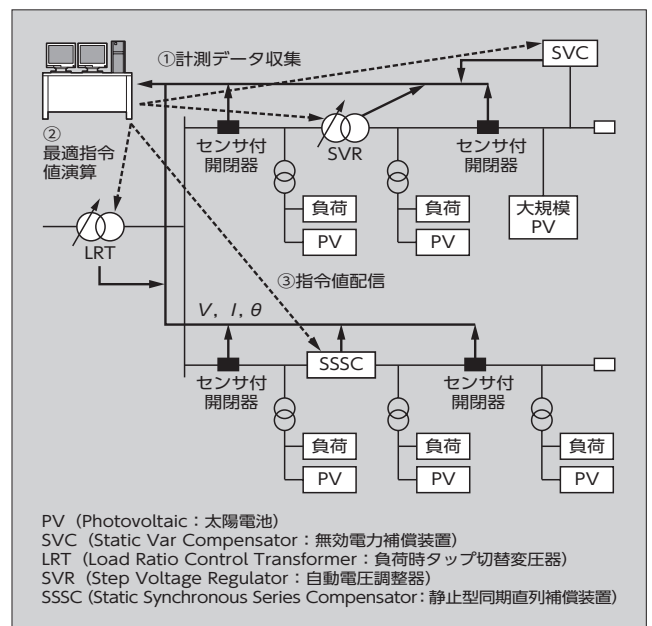 ①計測データ収集
SVC
②
最適指令
値演算
センサ付
開閉器
SVR
センサ付
開閉器
負荷
PV
負荷
PV
大規模
PV
LRT
③指令値配信
V, I, θ
SSSC
センサ付
開閉器
センサ付
開閉器
負荷
PV
負荷
PV
負荷
PV
PV（Photovoltaic：太陽電池）
SVC（Static Var Compensator：無効電力補償装置）
LRT（Load Ratio Control Transformer：負荷時タップ切替変圧器）
SVR（Step Voltage Regulator：自動電圧調整器）
SSSC（Static Synchronous Series Compensator：静止型同期直列補償装置）